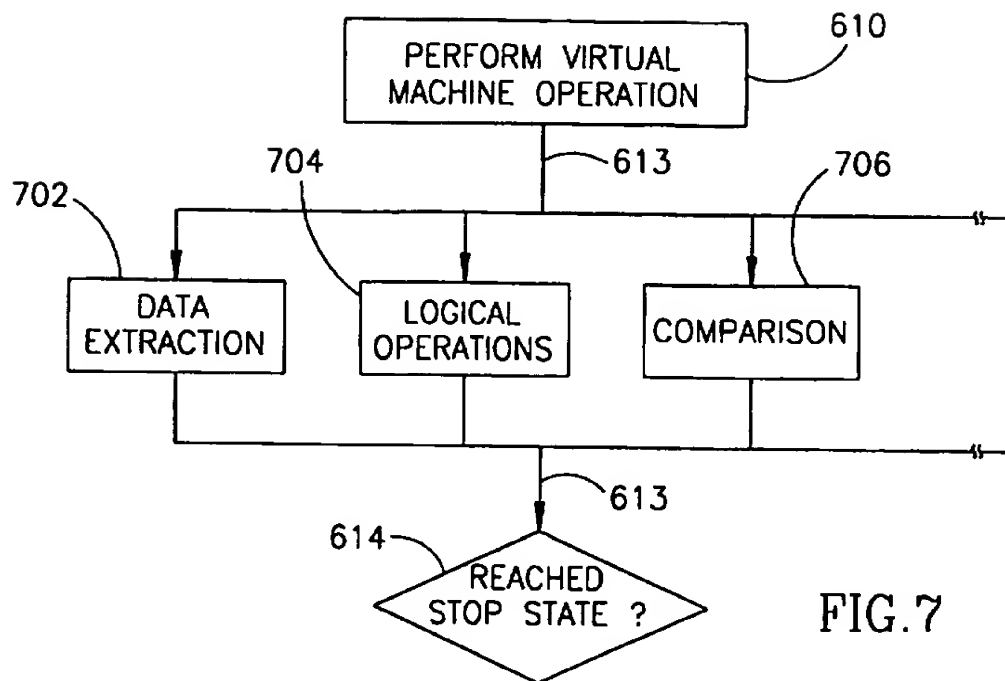 610
PERFORM VIRTUAL
MACHINE OPERATION
613
702
704
706
DATA
EXTRACTION
LOGICAL
OPERATIONS
COMPARISON
613
614
REACHED
STOP STATE ?
FIG.7